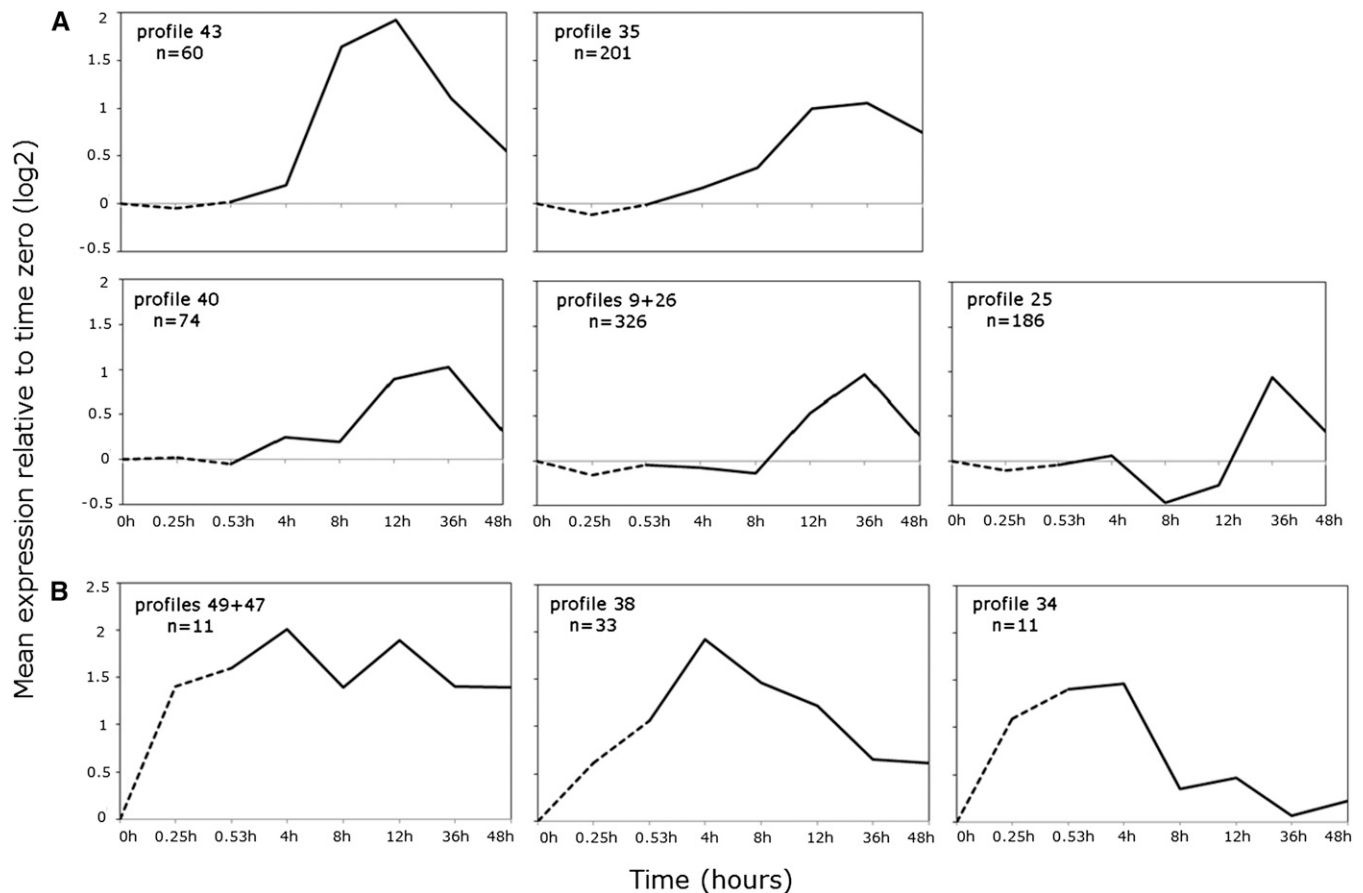 A
Mean expression relative to time zero (log2)
profile 43
n=60
2
1.5
1
0.5
0
-0.5
profile 35
n=201
profile 40
n=74
2
1.5
1
0.5
0
-0.5
0h 0.25h 0.53h 4h 8h 12h 36h 48h
profiles 9+26
n=326
0h 0.25h 0.53h 4h 8h 12h 36h 48h
profile 25
n=186
0h 0.25h 0.53h 4h 8h 12h 36h 48h
B
profiles 49+47
n=11
2.5
2
1.5
1
0.5
0
0h 0.25h 0.53h 4h 8h 12h 36h 48h
profile 38
n=33
0h 0.25h 0.53h 4h 8h 12h 36h 48h
profile 34
n=11
0h 0.25h 0.53h 4h 8h 12h 36h 48h
Time (hours)